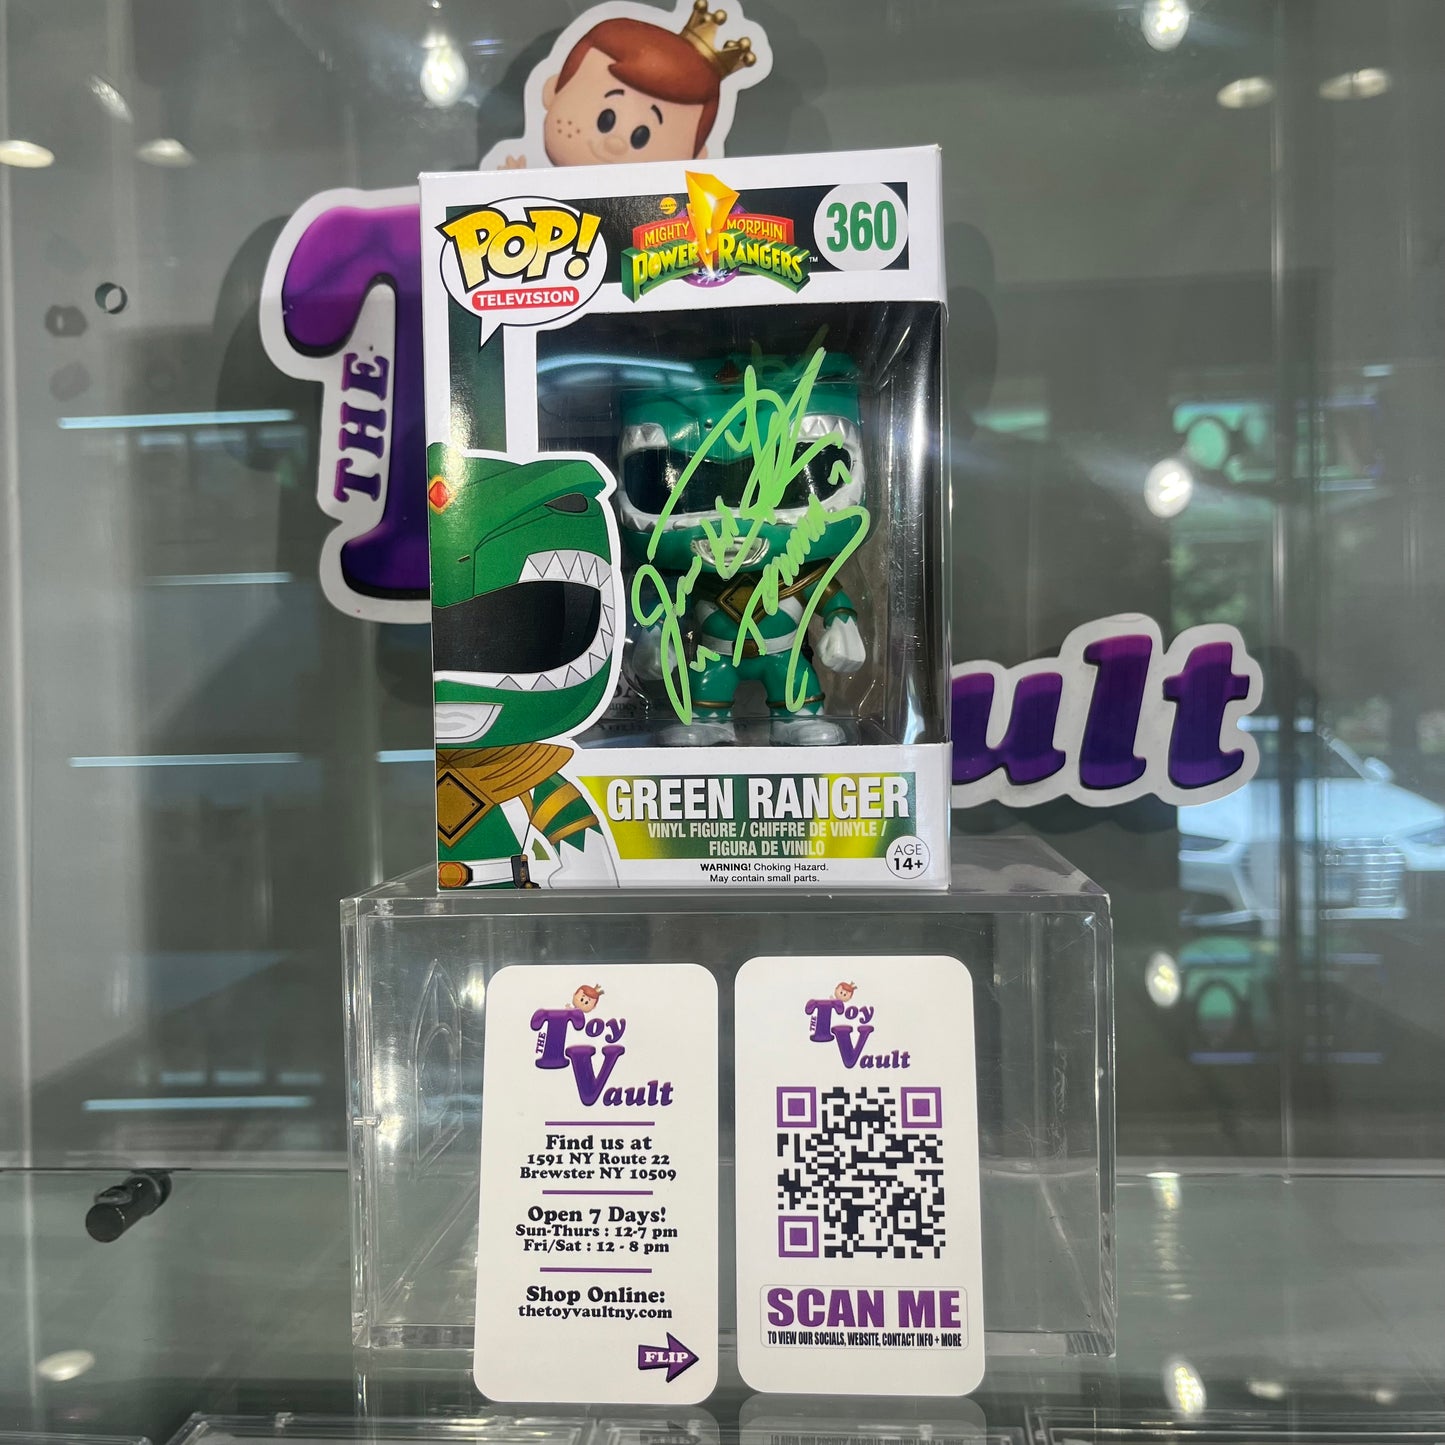 THE
POP!
TELEVISION
MIGHTY MORPHIN
POWER RANGERS™
360
GREEN RANGER
VINYL FIGURE / CHIFFRE DE VINYLE /
FIGURA DE VINILO
WARNING! Choking Hazard.
May contain small parts.
AGE
14+
ult
THE Toy
Vault
Find us at
1591 NY Route 22
Brewster NY 10509
Open 7 Days!
Sun-Thurs : 12-7 pm
Fri/Sat : 12 - 8 pm
Shop Online:
thetoyvaultny.com
FLIP
THE Toy
Vault
SCAN ME
TO VIEW OUR SOCIALS, WEBSITE, CONTACT INFO + MORE